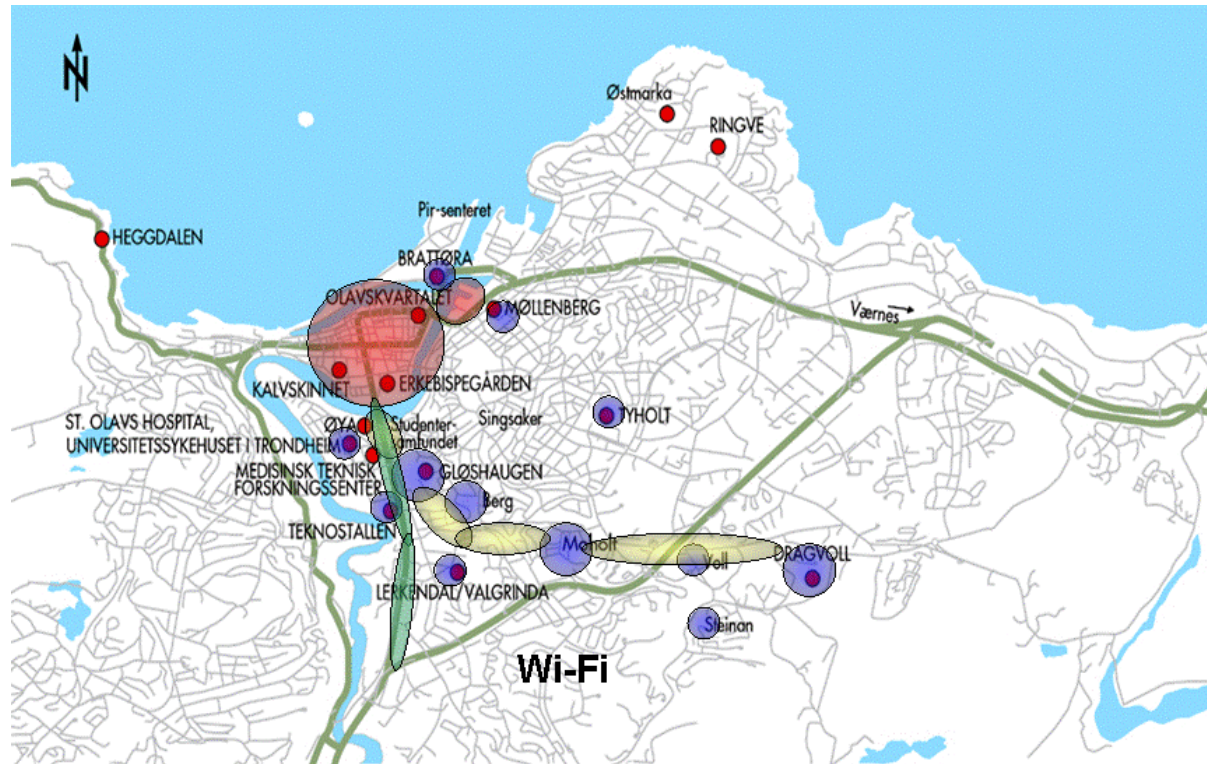 N
Østmarka
RINGVE
Pir-senteret
HEGGDALEN
BRATTØRA
OLAVSKVARTALET
MØLLENBERG
Værnes
KALVSKINNET
ERKEBISPEGÅRDEN
ST. OLAVS HOSPITAL,
UNIVERSITETSSYKEHUSET I TRONDHEIM
ØYA
Studenter-
samfundet
Singsaker
TYHOLT
MEDISINSK TEKNISK
FORSKNINGSSENTER
GLØSHAUGEN
Berg
TEKNOSTALLEN
Moholt
Voll
DRAGVOLL
LERKENDAL/VALGRINDA
Steinan
Wi-Fi